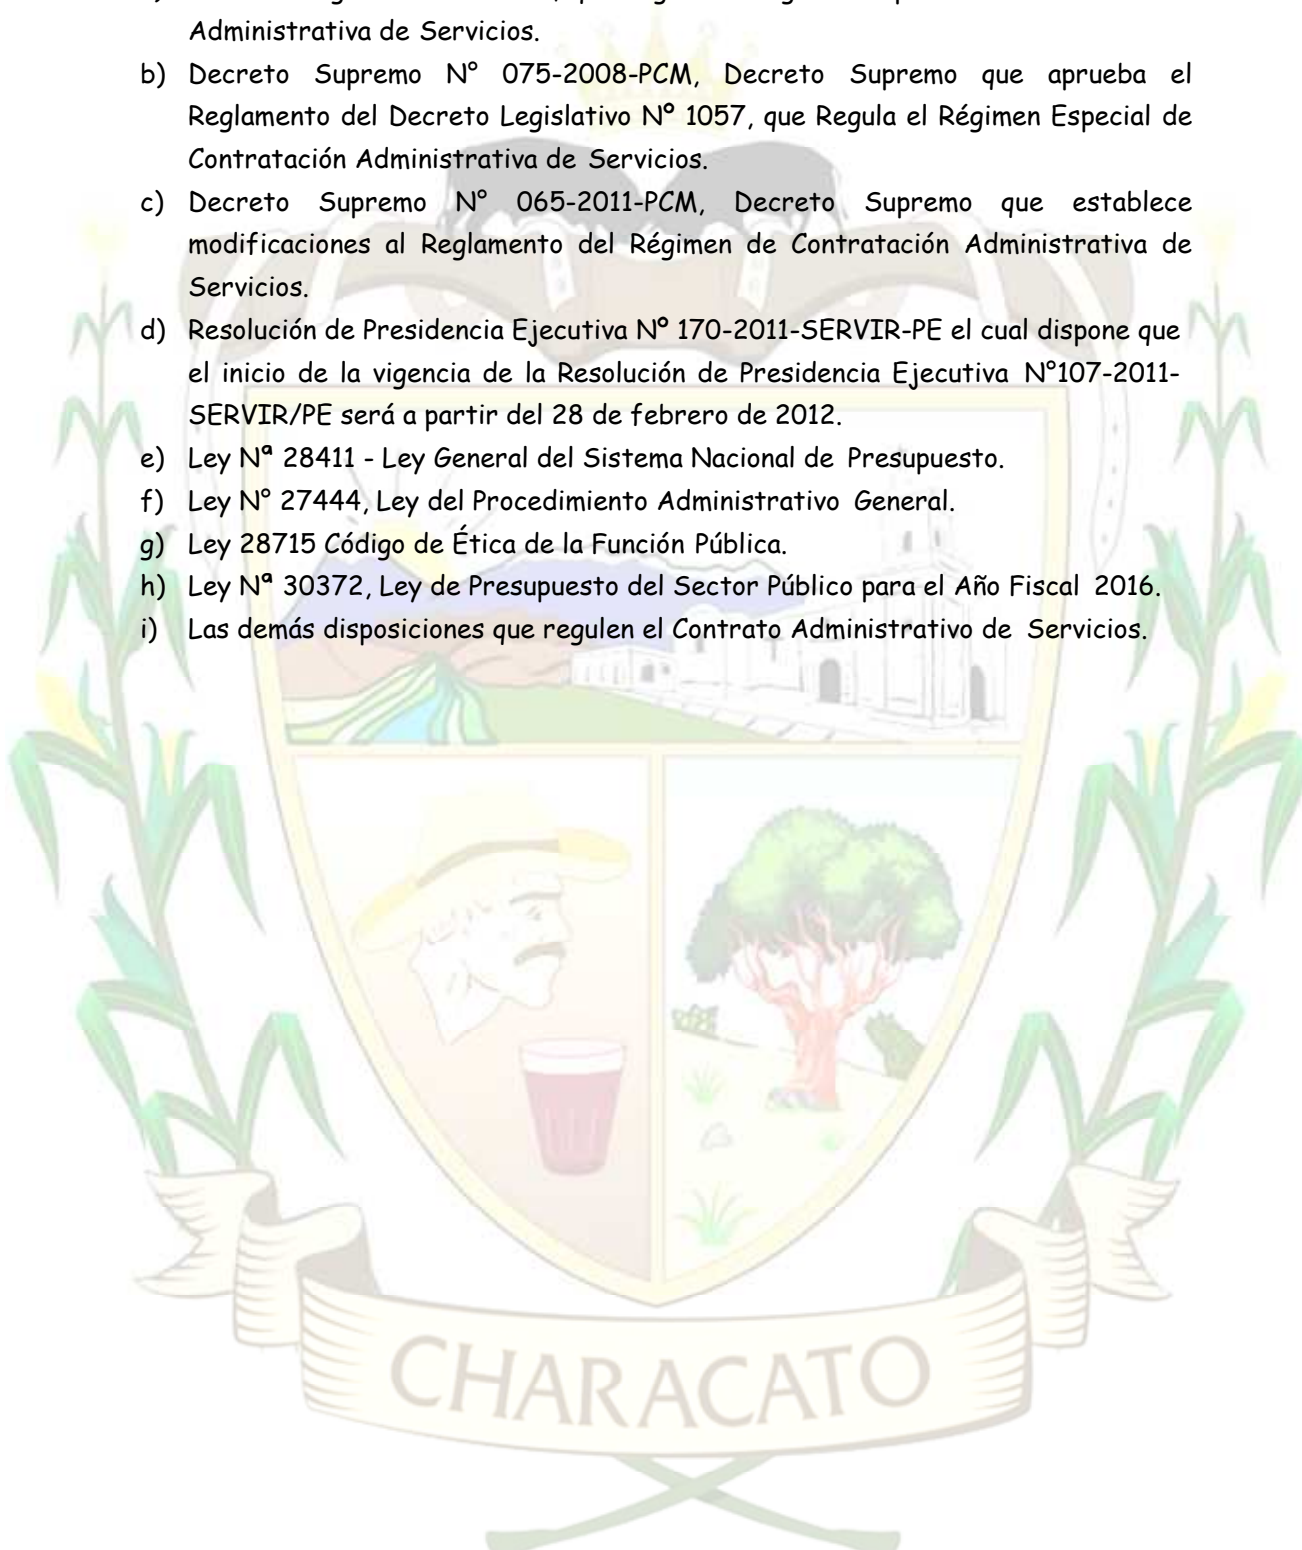 Administrativa de Servicios.
b) Decreto Supremo N° 075-2008-PCM, Decreto Supremo que aprueba el
Reglamento del Decreto Legislativo Nº 1057, que Regula el Régimen Especial de
Contratación Administrativa de Servicios.
c) Decreto Supremo N° 065-2011-PCM, Decreto Supremo que establece
modificaciones al Reglamento del Régimen de Contratación Administrativa de
Servicios.
d) Resolución de Presidencia Ejecutiva Nº 170-2011-SERVIR-PE el cual dispone que
el inicio de la vigencia de la Resolución de Presidencia Ejecutiva N°107-2011-
SERVIR/PE será a partir del 28 de febrero de 2012.
e) Ley Nª 28411 - Ley General del Sistema Nacional de Presupuesto.
f) Ley N° 27444, Ley del Procedimiento Administrativo General.
g) Ley 28715 Código de Ética de la Función Pública.
h) Ley Nª 30372, Ley de Presupuesto del Sector Público para el Año Fiscal 2016.
i) Las demás disposiciones que regulen el Contrato Administrativo de Servicios.
CHARACATO